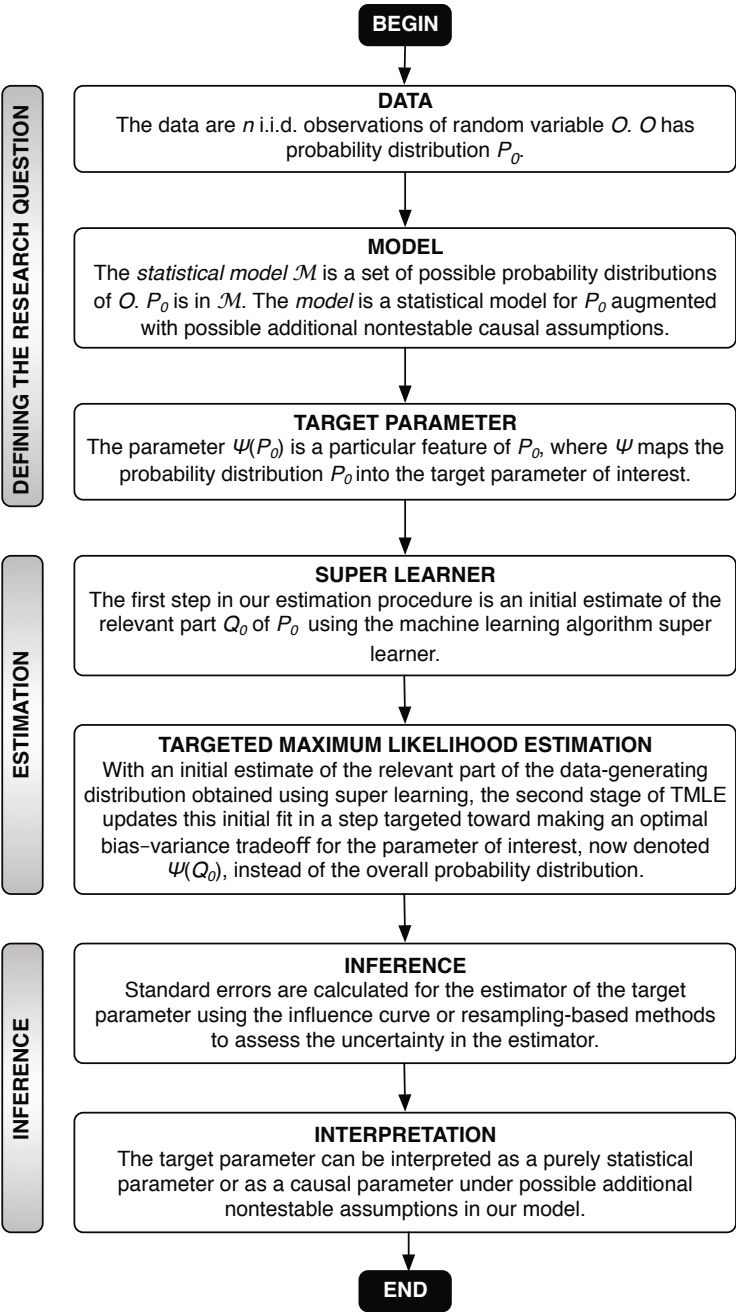 BEGIN
DEFINING THE RESEARCH QUESTION
DATA
The data are n i.i.d. observations of random variable O. O has
probability distribution P₀.
MODEL
The statistical model ℳ is a set of possible probability distributions
of O. P₀ is in ℳ. The model is a statistical model for P₀ augmented
with possible additional nontestable causal assumptions.
TARGET PARAMETER
The parameter Ψ(P₀) is a particular feature of P₀, where Ψ maps the
probability distribution P₀ into the target parameter of interest.
ESTIMATION
SUPER LEARNER
The first step in our estimation procedure is an initial estimate of the
relevant part Q₀ of P₀ using the machine learning algorithm super
learner.
TARGETED MAXIMUM LIKELIHOOD ESTIMATION
With an initial estimate of the relevant part of the data-generating
distribution obtained using super learning, the second stage of TMLE
updates this initial fit in a step targeted toward making an optimal
bias–variance tradeoff for the parameter of interest, now denoted
Ψ(Q₀), instead of the overall probability distribution.
INFERENCE
INFERENCE
Standard errors are calculated for the estimator of the target
parameter using the influence curve or resampling-based methods
to assess the uncertainty in the estimator.
INTERPRETATION
The target parameter can be interpreted as a purely statistical
parameter or as a causal parameter under possible additional
nontestable assumptions in our model.
END